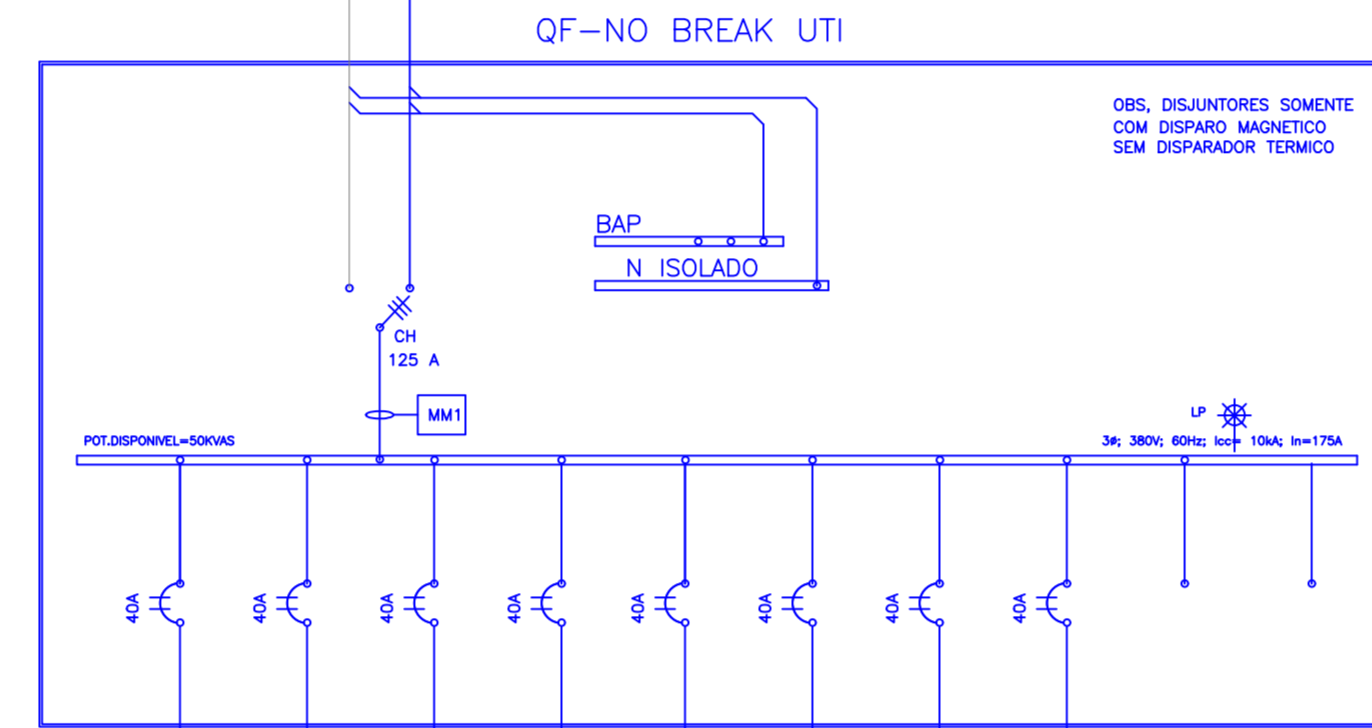 QF-NO BREAK UTI
OBS, DISJUNTORES SOMENTE
COM DISPARO MAGNETICO
SEM DISPARADOR TERMICO
BAP
N ISOLADO
CH
125 A
MM1
LP
POT.DISPONIVEL=50KVAS
3ø; 380V; 60Hz; Icc= 10kA; In=175A
40A
40A
40A
40A
40A
40A
40A
40A